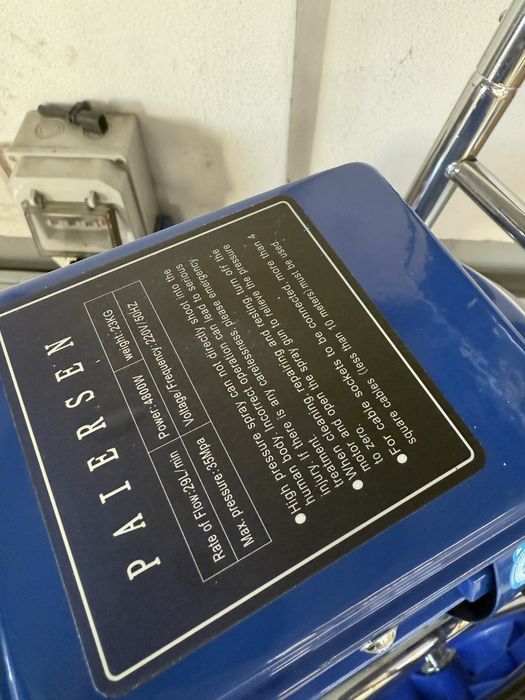 PAIERSEN
Rate of Flow:29L/min Power:4800W weight:23KG
Max. pressure:35Mpa Voltage/Frequency:220V/50HZ
● High pressure spray can not directly short into the
human body. Incorrect operation can lead to serious
injury. If there is any carelessness, please emergency
treatment.
● When cleaning, repairing and resting, turn off the
motor and open the spray gun to relieve the pressure
to zero.
● For cable sockets to be connected, more than 4
square cables (less than 10 meters)must be used